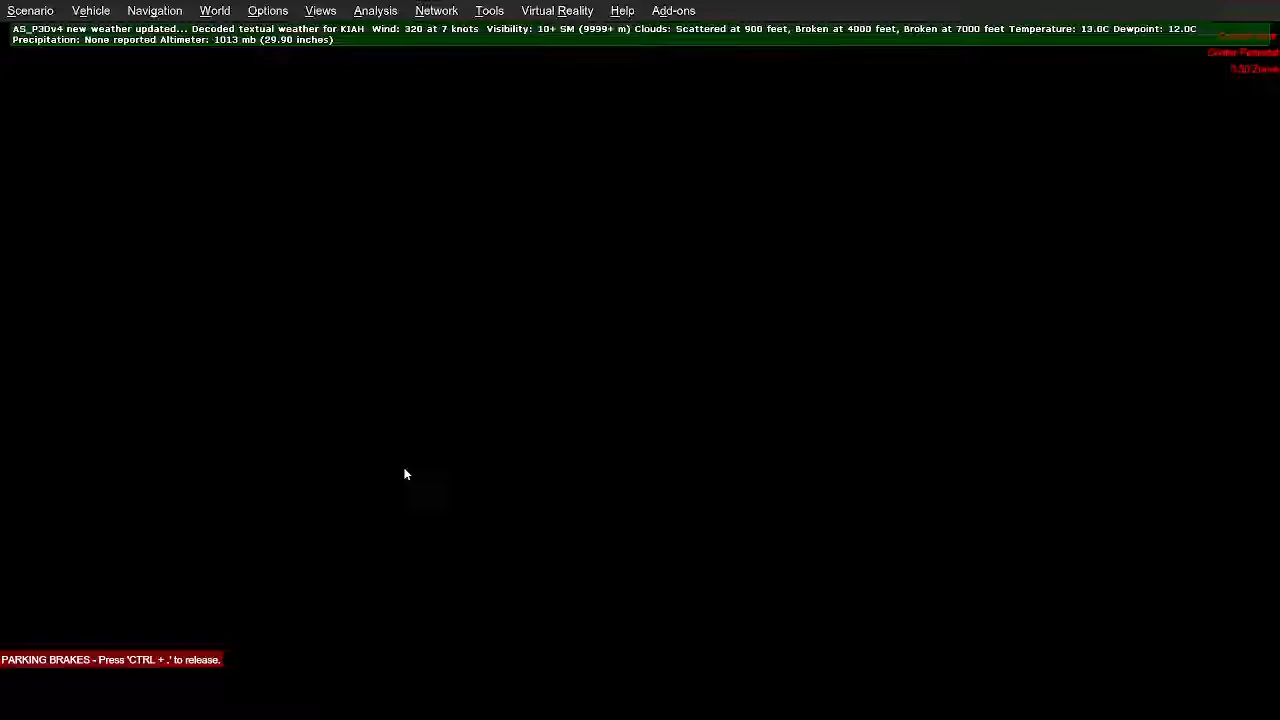 Scenario Vehicle Navigation World Options Views Analysis Network Tools Virtual Reality Help Add-ons
AS_P3Dv4 new weather updated... Decoded textual weather for KIAH Wind: 320 at 7 knots Visibility: 10+ SM (9999+ m) Clouds: Scattered at 900 feet, Broken at 4000 feet, Broken at 7000 feet Temperature: 13.0C Dewpoint: 12.0C
Precipitation: None reported Altimeter: 1013 mb (29.90 inches)
PARKING BRAKES - Press 'CTRL + .' to release.